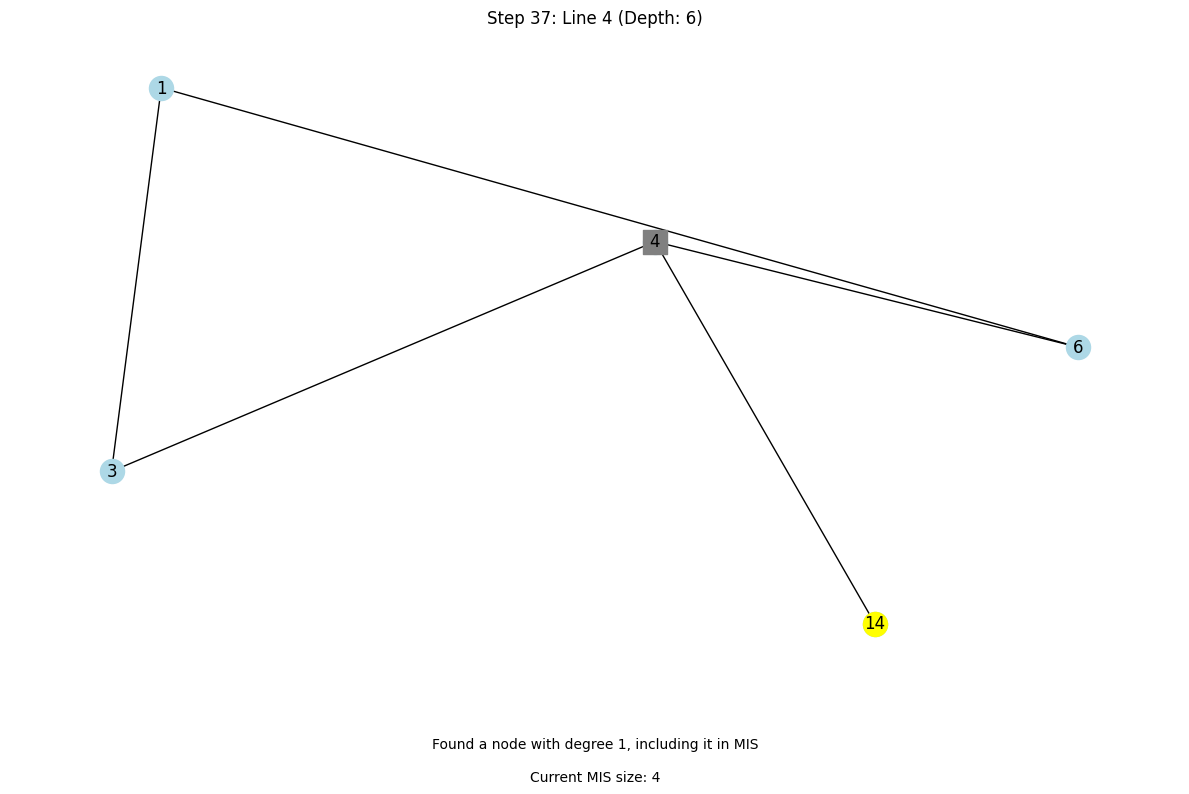 Step 37: Line 4 (Depth: 6)
1
4
6
3
14
Found a node with degree 1, including it in MIS
Current MIS size: 4